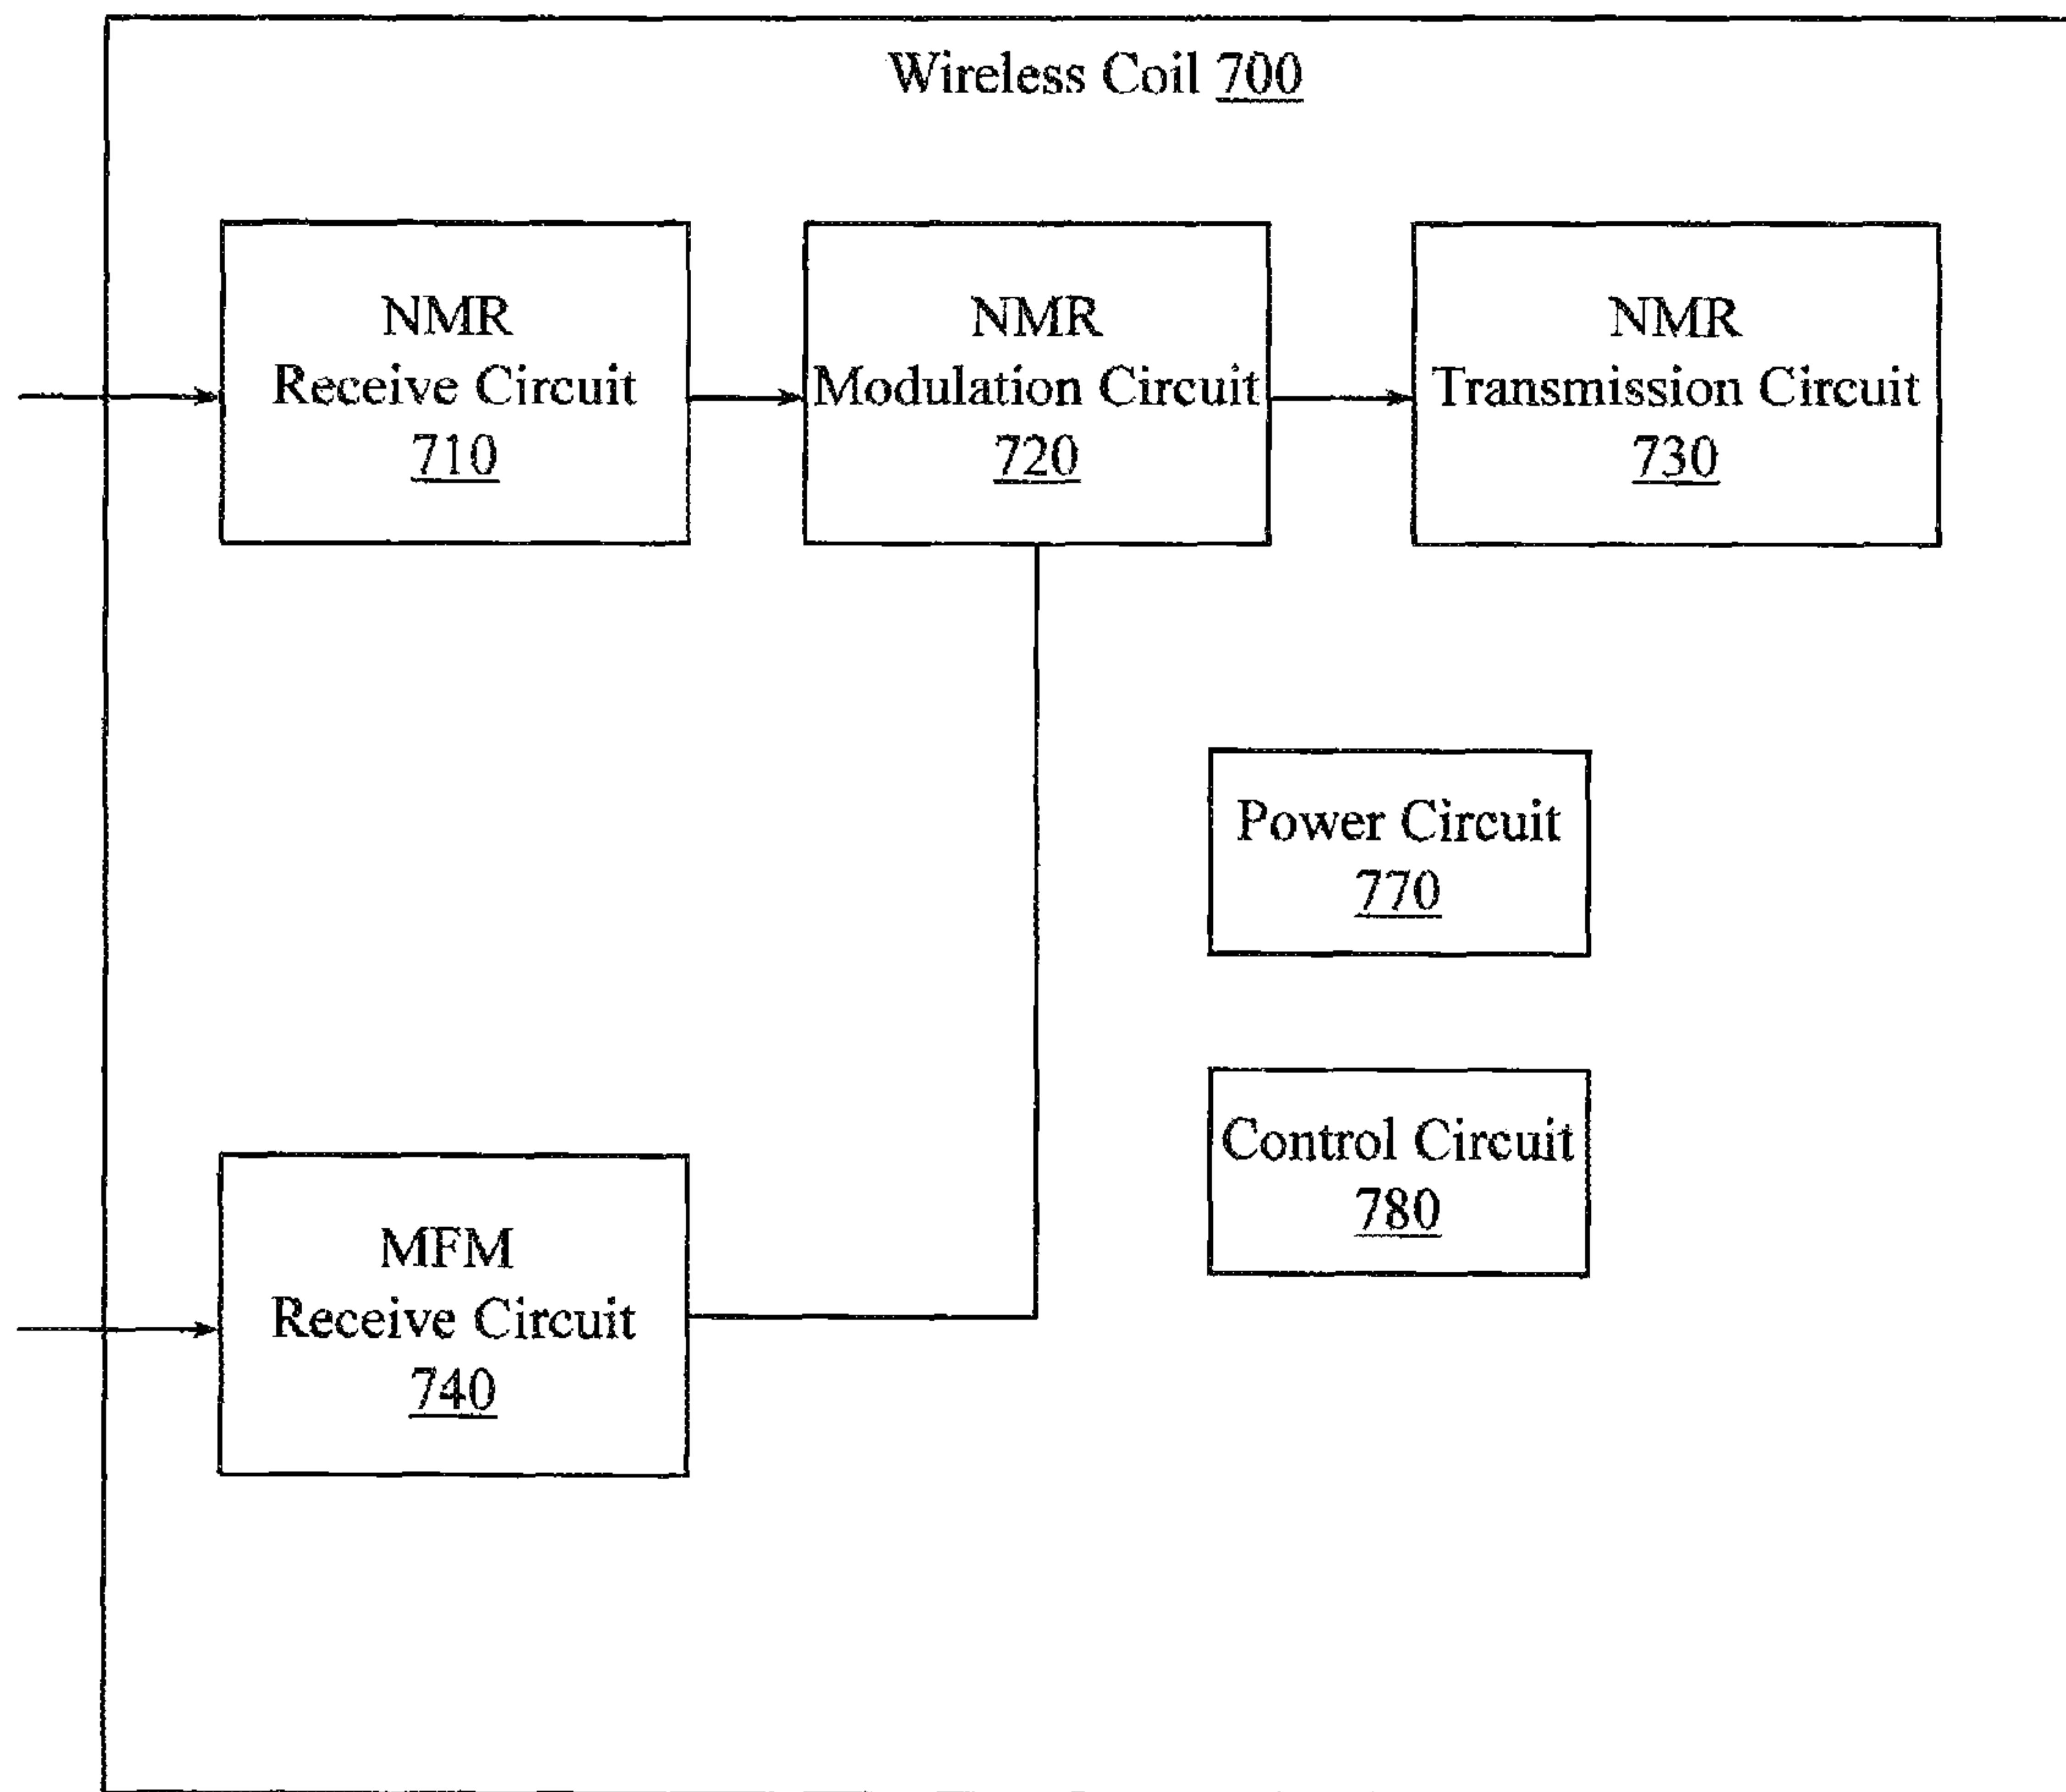 Wireless Coil 700
NMR
Receive Circuit
710
NMR
Modulation Circuit
720
NMR
Transmission Circuit
730
Power Circuit
770
Control Circuit
780
MFM
Receive Circuit
740